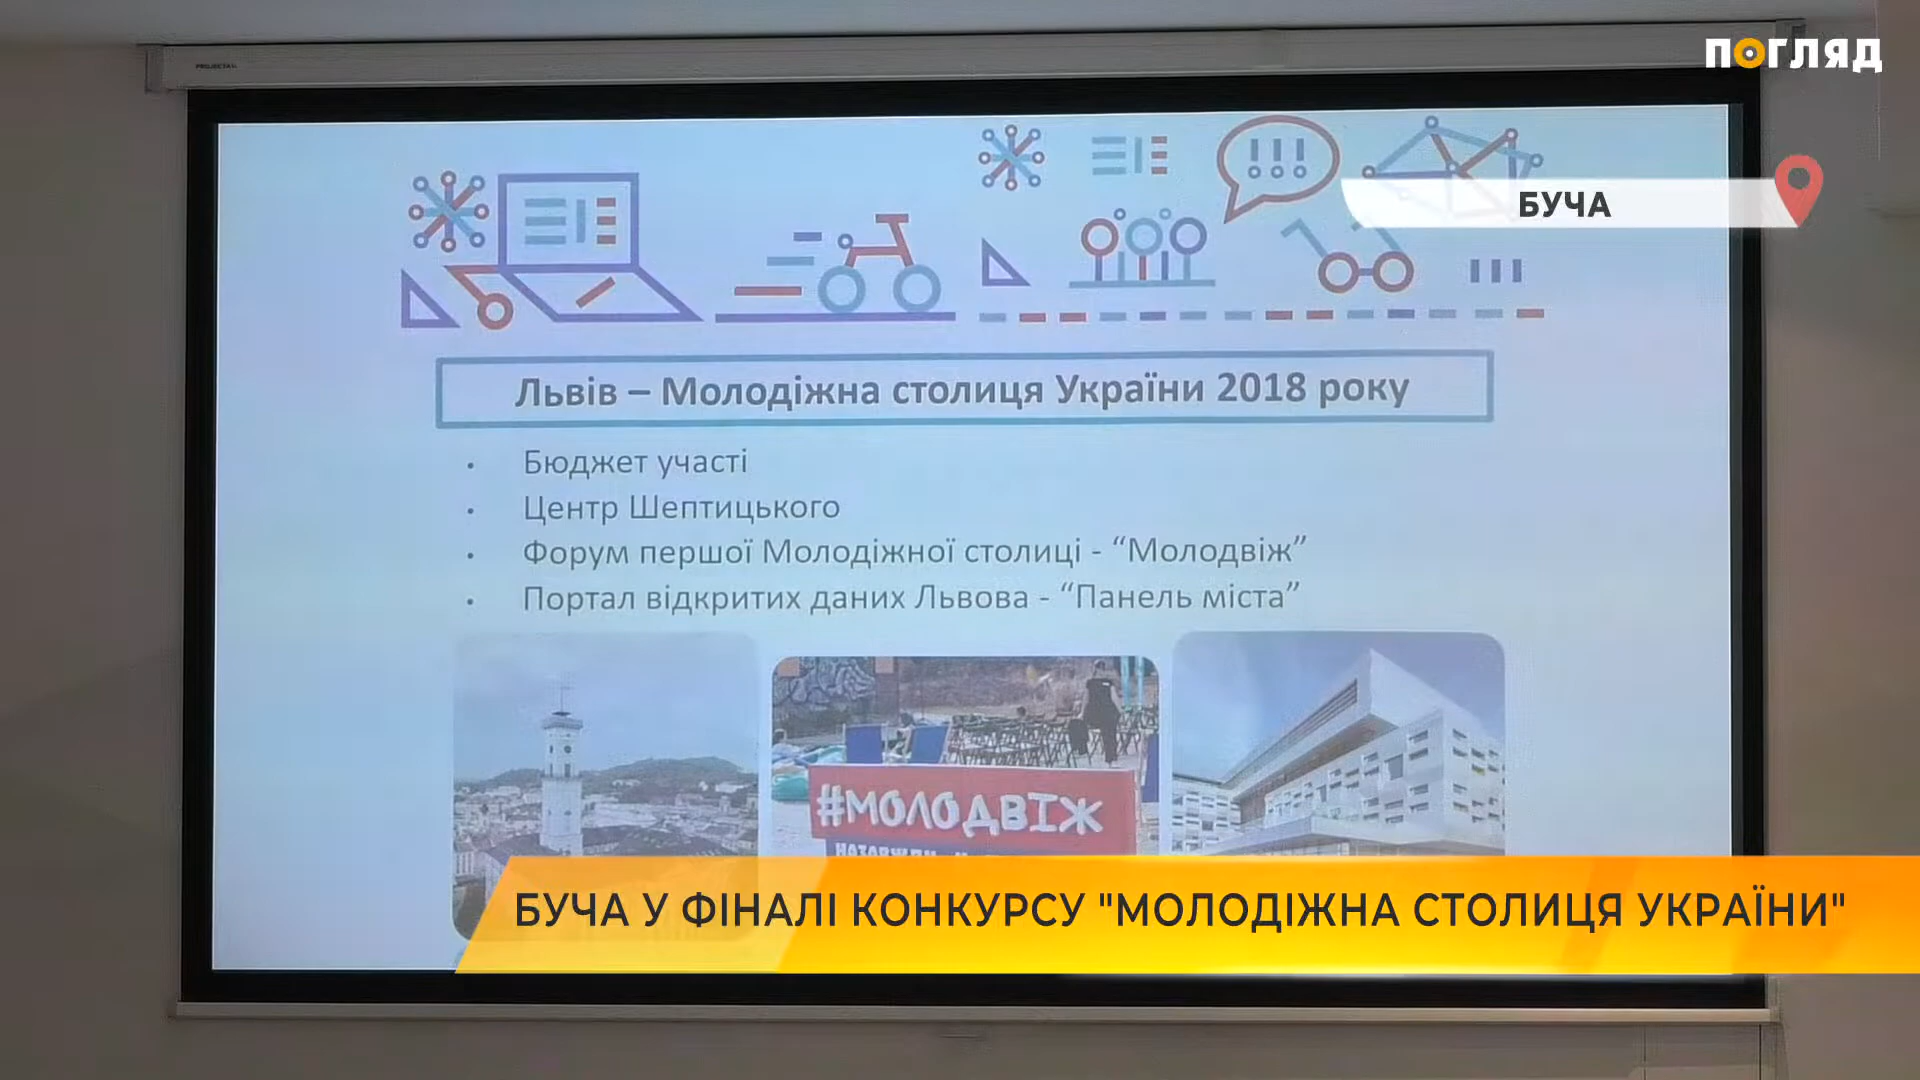 ПОГЛЯД
БУЧА
Львів – Молодіжна столиця України 2018 року
• Бюджет участі
• Центр Шептицького
• Форум першої Молодіжної столиці - “Молодвіж”
• Портал відкритих даних Львова - “Панель міста”
#МОЛОДВІЖ
БУЧА У ФІНАЛІ КОНКУРСУ "МОЛОДІЖНА СТОЛИЦЯ УКРАЇНИ"